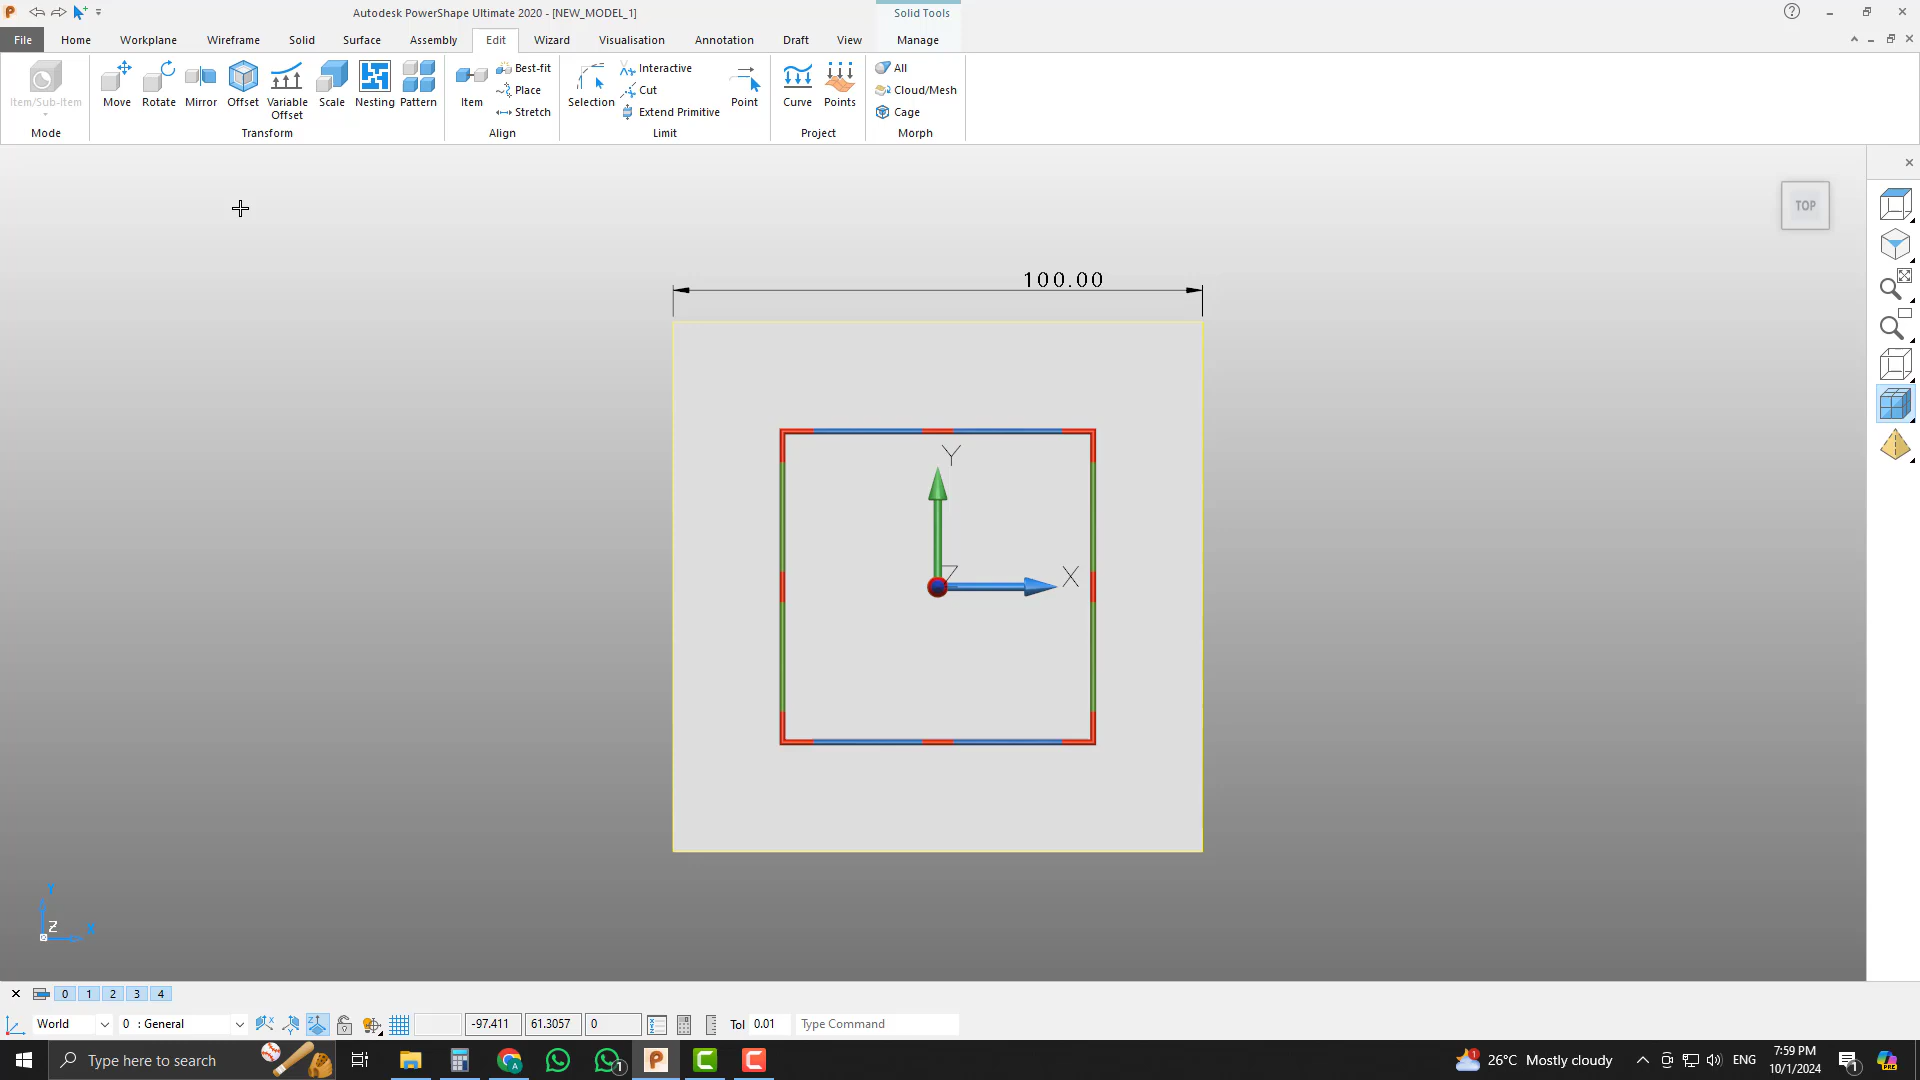 Autodesk PowerShape Ultimate 2020 - [NEW_MODEL_1]
Solid Tools
File Home Workplane Wireframe Solid Surface Assembly Edit Wizard Visualisation Annotation Draft View Manage
Item/Sub-Item
Mode
Move Rotate Mirror Offset Variable Offset Scale Nesting Pattern
Transform
Item Best-fit Place Stretch
Align
Selection Interactive Cut Extend Primitive Point
Limit
Curve Points
Project
All Cloud/Mesh Cage
Morph
TOP
100.00
Y
Z X
Y
Z X
0 1 2 3 4
World 0 : General -97.411 61.3057 0 Tol 0.01 Type Command
Type here to search
1
26°C Mostly cloudy
ENG
7:59 PM
10/1/2024
1
PRE